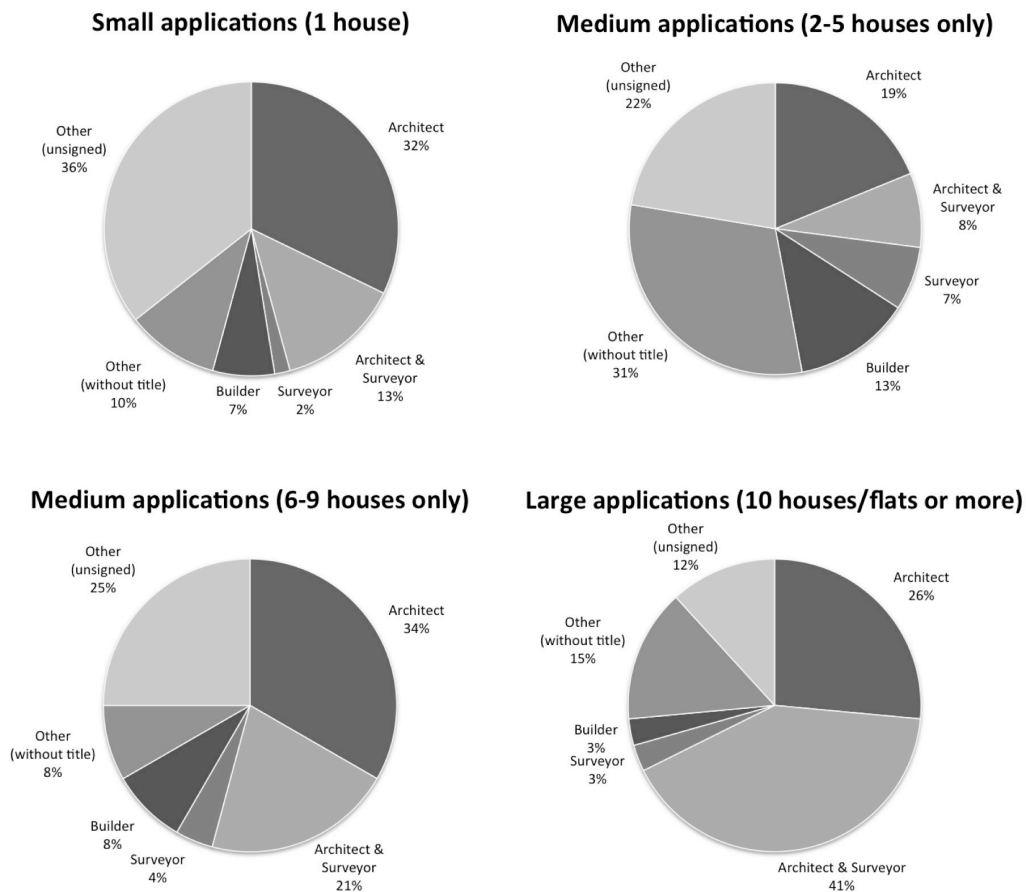 Small applications (1 house)
Other
(unsigned)
36%
Architect
32%
Other
(without title)
10%
Builder
7%
Surveyor
2%
Architect &
Surveyor
13%
Medium applications (2-5 houses only)
Other
(unsigned)
22%
Architect
19%
Architect &
Surveyor
8%
Surveyor
7%
Other
(without title)
31%
Builder
13%
Medium applications (6-9 houses only)
Other
(unsigned)
25%
Architect
34%
Other
(without title)
8%
Builder
8%
Surveyor
4%
Architect &
Surveyor
21%
Large applications (10 houses/flats or more)
Other
(unsigned)
12%
Architect
26%
Other
(without title)
15%
Builder
3%
Surveyor
3%
Architect & Surveyor
41%